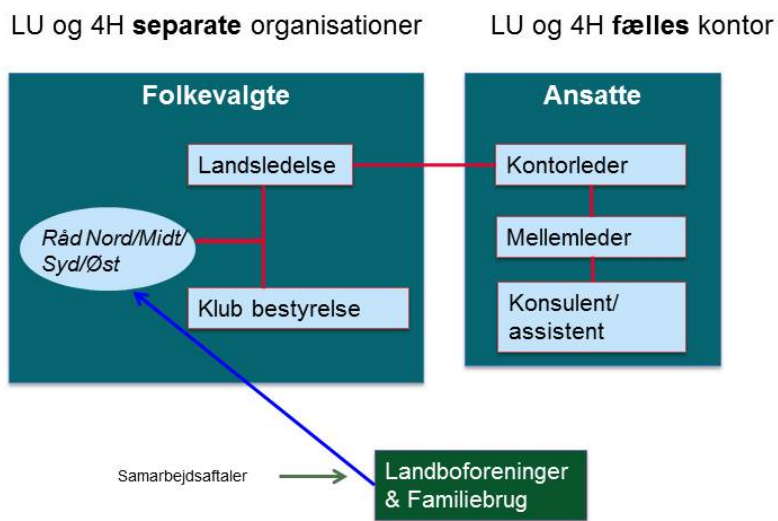 LU og 4H separate organisationer
LU og 4H fælles kontor
Folkevalgte
Landsledelse
Råd Nord/Midt/
Syd/Øst
Klub bestyrelse
Ansatte
Kontorleder
Mellemleder
Konsulent/
assistent
Samarbejdsaftaler
Landboforeninger
& Familiebrug